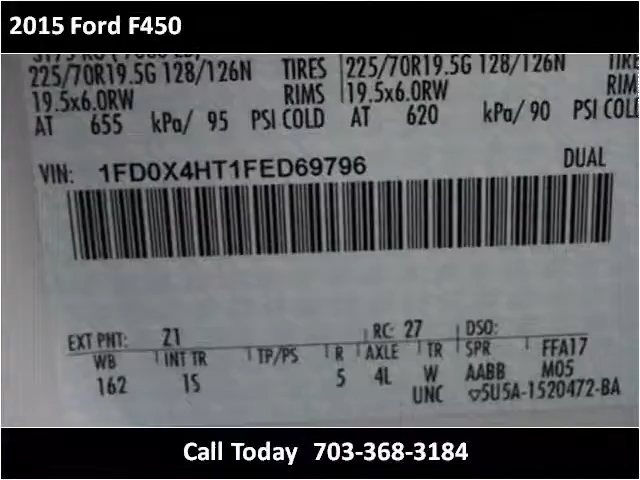 2015 Ford F450
225/70R19.5G 128/126N TIRES 225/70R19.5G 128/126N
19.5x6.0RW RIMS 19.5x6.0RW RIM
AT 655 kPa/ 95 PSI COLD AT 620 kPa/ 90 PSI COL
VIN: 1FD0X4HT1FED69796 DUAL
EXT PNT: Z1 RC: 27 DSO:
WB INT TR TP/PS R AXLE TR SPR FFA17
162 1S 5 4L W AABB M05
UNC ▽5U5A-1520472-BA
Call Today 703-368-3184